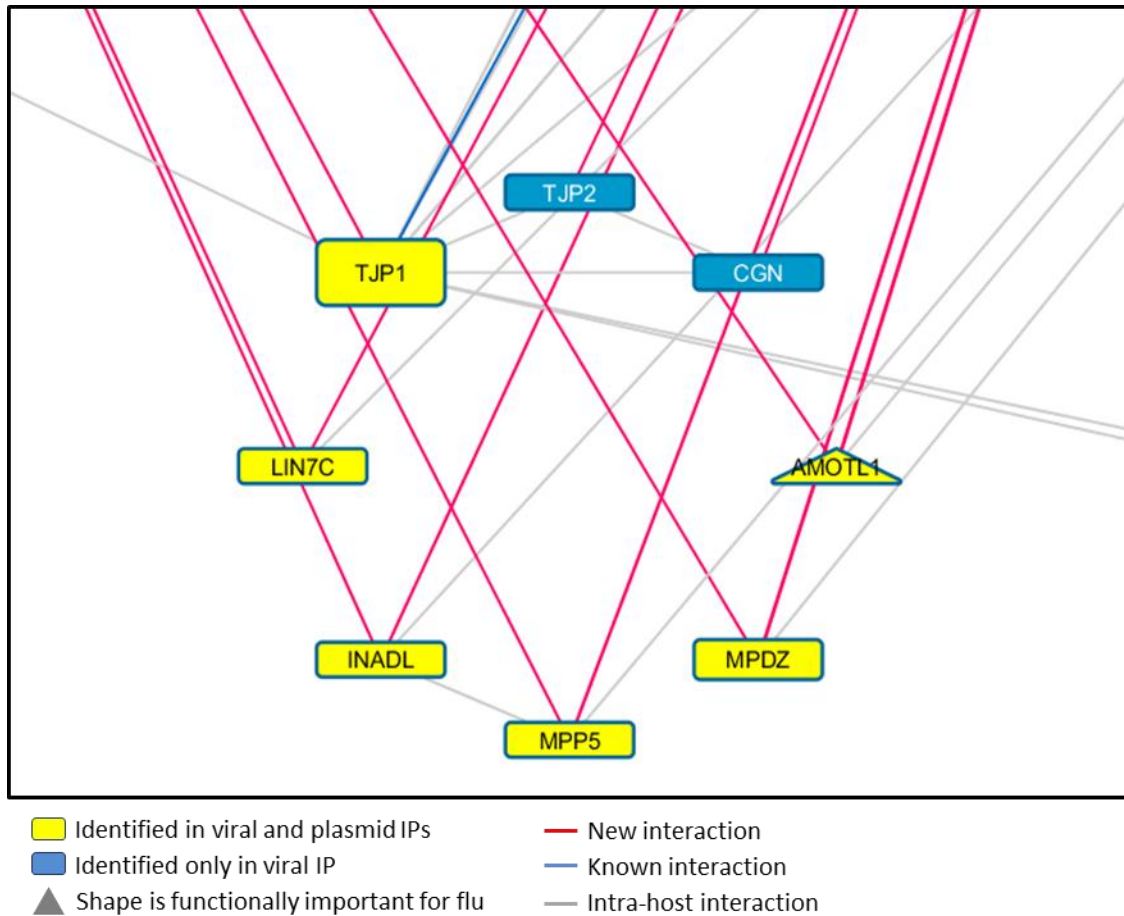 TJP2
TJP1
CGN
LIN7C
AMOTL1
INADL
MPDZ
MPP5
Identified in viral and plasmid IPs
Identified only in viral IP
Shape is functionally important for flu
New interaction
Known interaction
Intra-host interaction